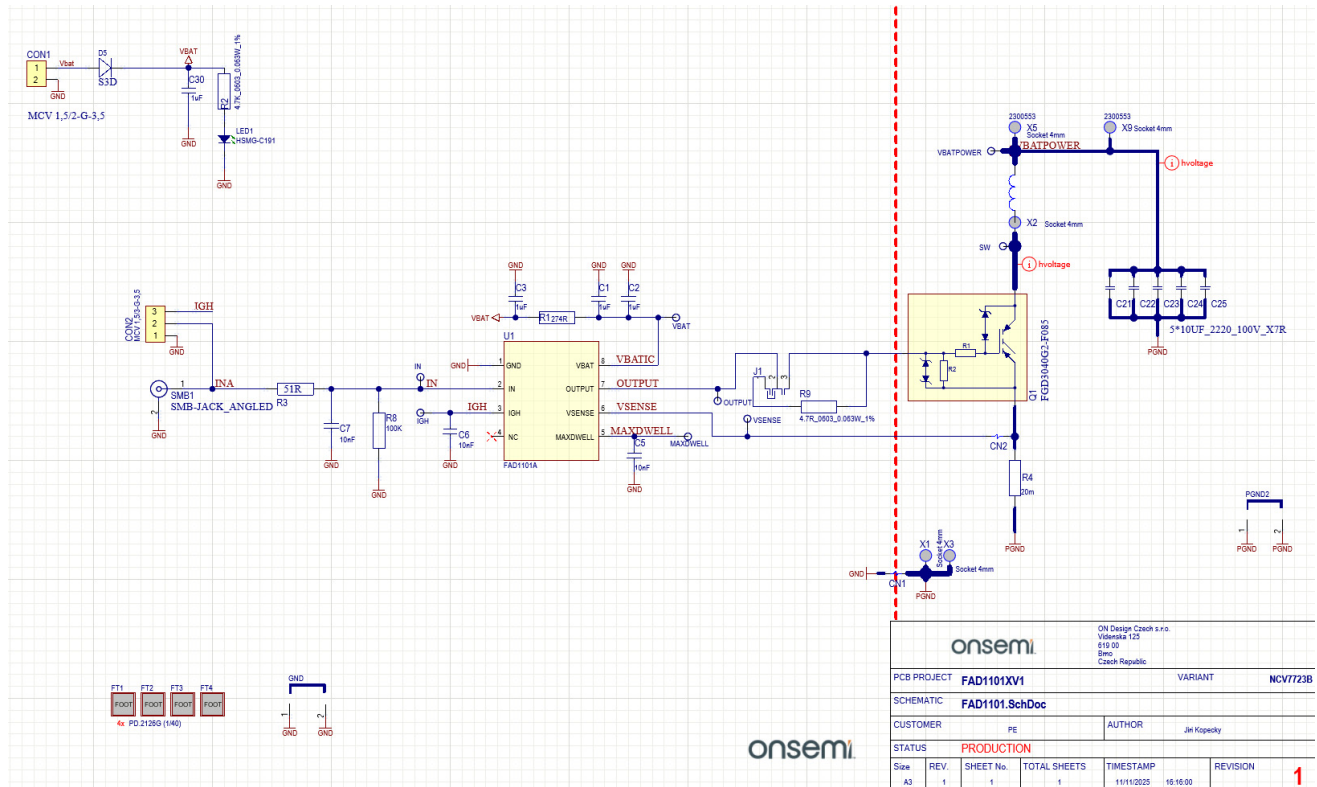 CON1
1
2
Vbat
GND
MCV 1,5/2-G-3,5
D5
S3D
VBAT
C30
1uF
GND
R2
4.7K_0603_0.063W_1%
LED1
HSMG-C191
GND
2300553
X5
Socket 4mm
2300553
X9 Socket 4mm
VBATPOWER
VBATPOWER
hvoltage
X2 Socket 4mm
SW
hvoltage
C21
C22
C23
C24
C25
5*10UF_2220_100V_X7R
PGND
GND
GND
GND
C3
1uF
C1
1uF
C2
1uF
VBAT
R1
274R
VBAT
CON2
MCV 1,5/3-G-3,5
3
2
1
IGH
GND
SMB1
SMB-JACK_ANGLED
1
2
GND
INA
51R
R3
C7
10nF
GND
R8
100K
GND
IN
IN
IGH
IGH
C6
10nF
GND
U1
GND
1
GND
2
IN
3
IGH
4
NC
VBAT
8
VBATIC
OUTPUT
7
OUTPUT
VSENSE
6
VSENSE
MAXDWELL
5
MAXDWELL
FAD1101A
MAXDWELL
C5
10nF
GND
OUTPUT
VSENSE
J1
1
2
3
R9
4.7R_0603_0.063W_1%
R1
R2
Q1
FGD3040G2-F085
CN2
R4
20m
PGND
GND
CN1
X1
X3
Socket 4mm
Socket 4mm
PGND
PGND2
1
2
PGND
PGND
FT1
FT2
FT3
FT4
FOOT
FOOT
FOOT
FOOT
4x PD.2126G (1/40)
GND
1
2
GND
GND
onsemi
onsemi
ON Design Czech s.r.o.
Videnska 125
619 00
Brno
Czech Republic
PCB PROJECT FAD1101XV1
VARIANT NCV7723B
SCHEMATIC FAD1101.SchDoc
CUSTOMER PE
AUTHOR Jiri Kopecky
STATUS PRODUCTION
Size REV. SHEET No. TOTAL SHEETS TIMESTAMP REVISION
A3 1 1 1 11/11/2025 16:16:00 1